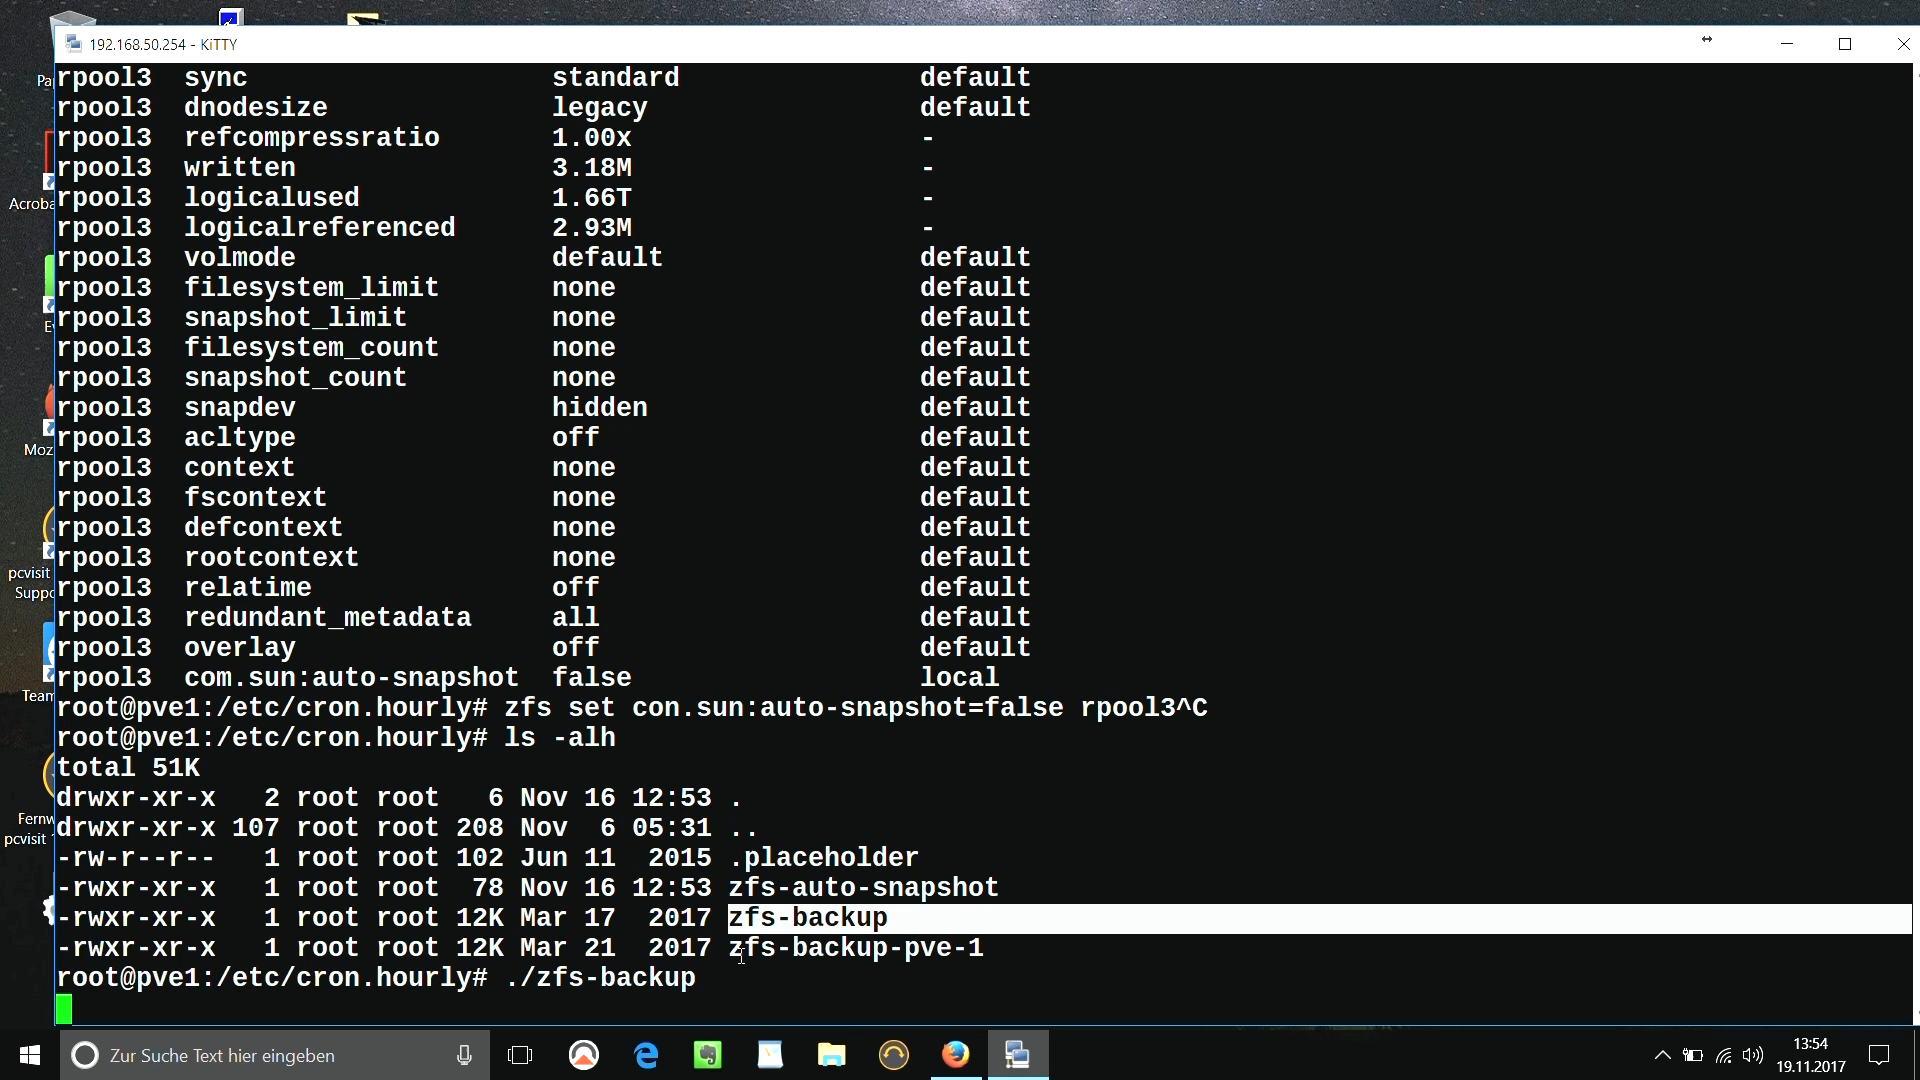 192.168.50.254 - KiTTY
rpool3  sync                   standard               default
rpool3  dnodesize              legacy                 default
rpool3  refcompressratio       1.00x                  -
rpool3  written                3.18M                  -
rpool3  logicalused            1.66T                  -
rpool3  logicalreferenced      2.93M                  -
rpool3  volmode                default                default
rpool3  filesystem_limit       none                   default
rpool3  snapshot_limit         none                   default
rpool3  filesystem_count       none                   default
rpool3  snapshot_count         none                   default
rpool3  snapdev                hidden                 default
rpool3  acltype                off                    default
rpool3  context                none                   default
rpool3  fscontext              none                   default
rpool3  defcontext             none                   default
rpool3  rootcontext            none                   default
rpool3  relatime               off                    default
rpool3  redundant_metadata     all                    default
rpool3  overlay                off                    default
rpool3  com.sun:auto-snapshot  false                  local
root@pve1:/etc/cron.hourly# zfs set con.sun:auto-snapshot=false rpool3^C
root@pve1:/etc/cron.hourly# ls -alh
total 51K
drwxr-xr-x   2 root root   6 Nov 16 12:53 .
drwxr-xr-x 107 root root 208 Nov  6 05:31 ..
-rw-r--r--   1 root root 102 Jun 11  2015 .placeholder
-rwxr-xr-x   1 root root  78 Nov 16 12:53 zfs-auto-snapshot
-rwxr-xr-x   1 root root 12K Mar 17  2017 zfs-backup
-rwxr-xr-x   1 root root 12K Mar 21  2017 zfs-backup-pve-1
root@pve1:/etc/cron.hourly# ./zfs-backup
Pa
Acroba
E
Moz
pcvisit
Suppo
Team
Fernw
pcvisit
Zur Suche Text hier eingeben
13:54
19.11.2017